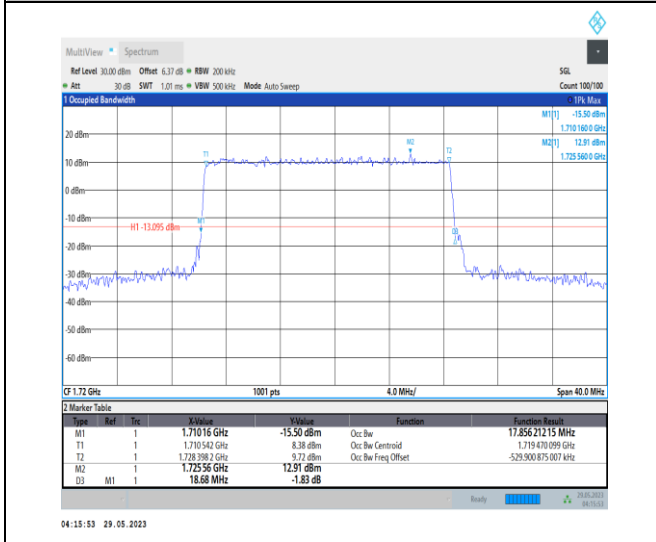 MultiView Spectrum
Ref Level 30.00 dBm Offset 6.37 dB RBW 200 kHz SGL
Att 30 dB SWT 1.01 ms VBW 500 kHz Mode Auto Sweep Count 100/100
1 Occupied Bandwidth 1Pk Max
M1[1] -15.50 dBm
1.710 160 0 GHz
M2[1] 12.91 dBm
1.725 560 0 GHz
20 dBm
T1 M2 T2
10 dBm
0 dBm
-10 dBm
M1
H1 -13.095 dBm
D3
-20 dBm
-30 dBm
-40 dBm
-50 dBm
-60 dBm
CF 1.72 GHz 1001 pts 4.0 MHz/ Span 40.0 MHz
2 Marker Table
Type Ref Trc X-Value Y-Value Function Function Result
M1 1 1.710 16 GHz -15.50 dBm Occ Bw 17.856 212 15 MHz
T1 1 1.710 542 GHz 8.38 dBm Occ Bw Centroid 1.719 470 099 GHz
T2 1 1.728 398 2 GHz 9.72 dBm Occ Bw Freq Offset -529.900 875 007 kHz
M2 1 1.725 56 GHz 12.91 dBm
D3 M1 1 18.68 MHz -1.83 dB
Ready 29.05.2023
04:15:53
04:15:53 29.05.2023